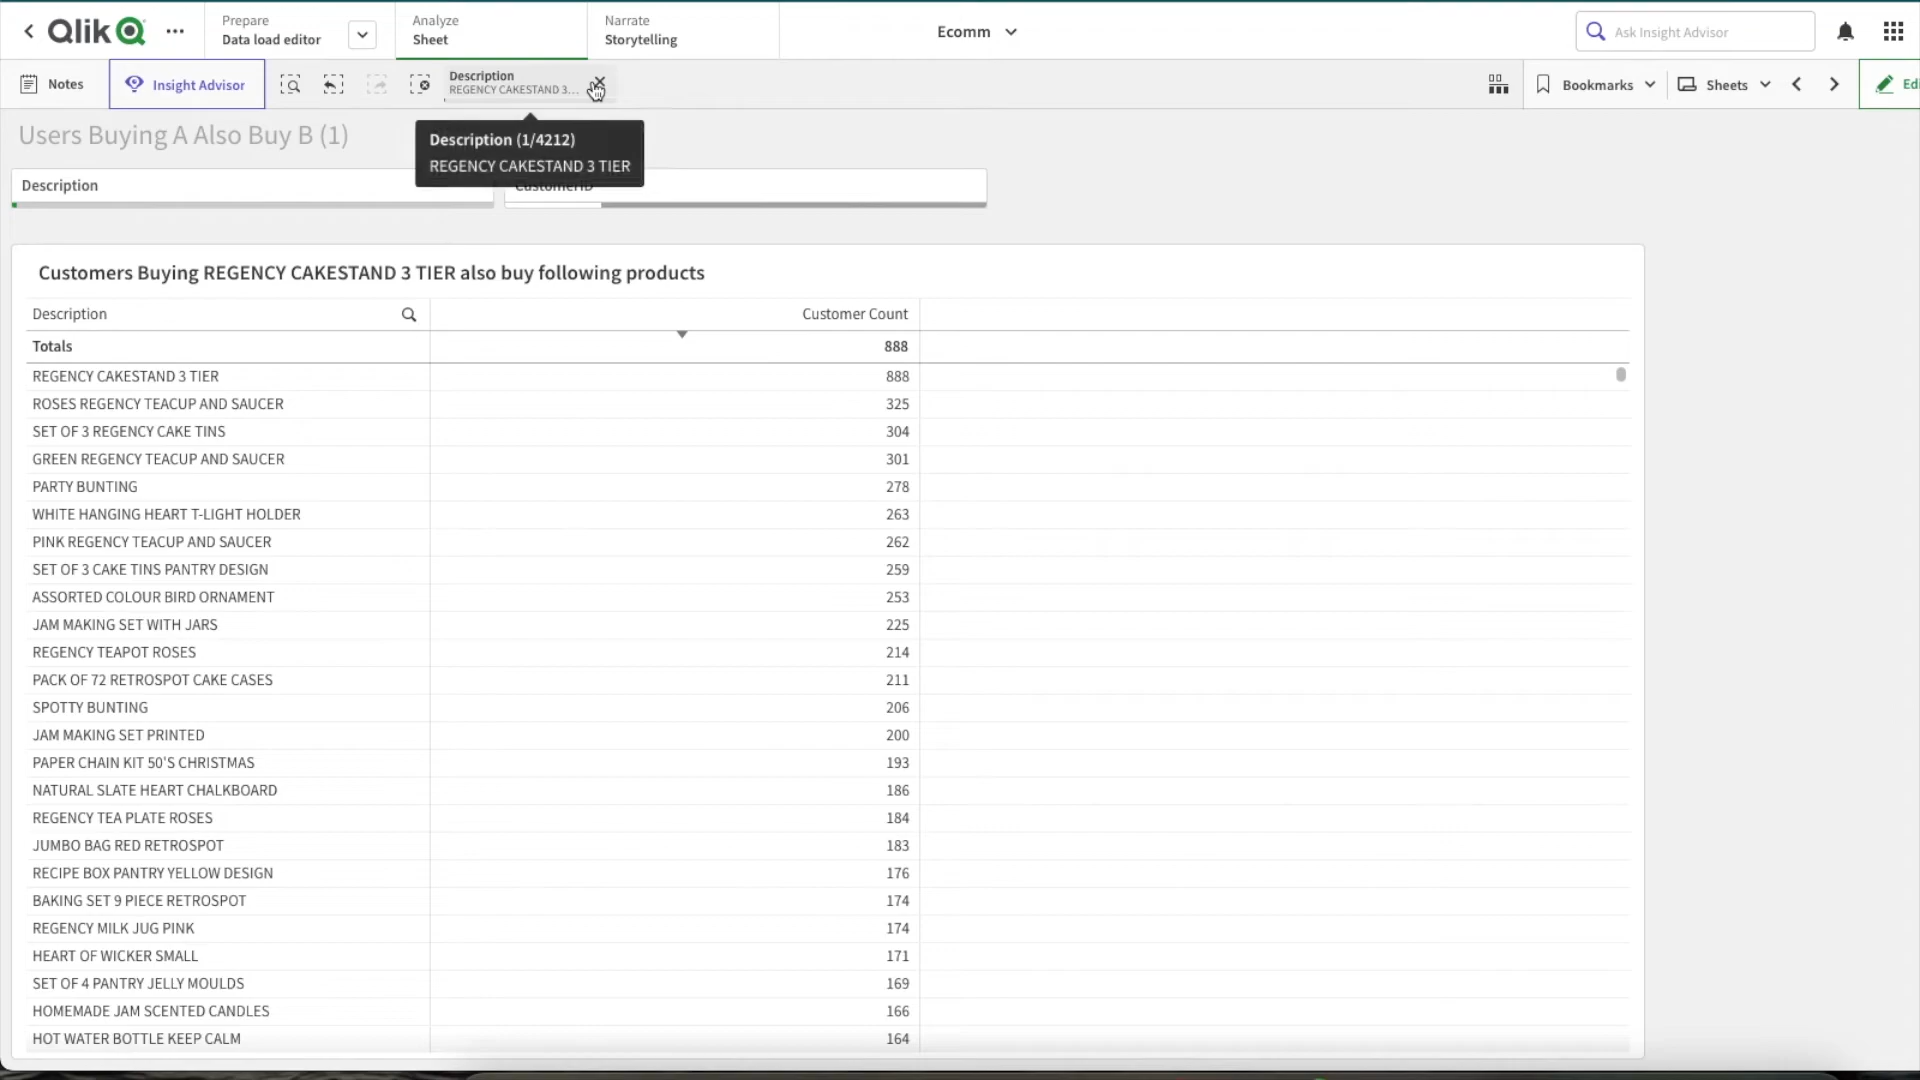 Qlik
Prepare
Data load editor
Analyze
Sheet
Narrate
Storytelling
Ecomm
Ask Insight Advisor
Notes
Insight Advisor
Description
REGENCY CAKESTAND 3...
Bookmarks
Sheets
Edi
Users Buying A Also Buy B (1)
Description (1/4212)
REGENCY CAKESTAND 3 TIER
Description
CustomerID
Customers Buying REGENCY CAKESTAND 3 TIER also buy following products
Description Customer Count
Totals 888
REGENCY CAKESTAND 3 TIER 888
ROSES REGENCY TEACUP AND SAUCER 325
SET OF 3 REGENCY CAKE TINS 304
GREEN REGENCY TEACUP AND SAUCER 301
PARTY BUNTING 278
WHITE HANGING HEART T-LIGHT HOLDER 263
PINK REGENCY TEACUP AND SAUCER 262
SET OF 3 CAKE TINS PANTRY DESIGN 259
ASSORTED COLOUR BIRD ORNAMENT 253
JAM MAKING SET WITH JARS 225
REGENCY TEAPOT ROSES 214
PACK OF 72 RETROSPOT CAKE CASES 211
SPOTTY BUNTING 206
JAM MAKING SET PRINTED 200
PAPER CHAIN KIT 50'S CHRISTMAS 193
NATURAL SLATE HEART CHALKBOARD 186
REGENCY TEA PLATE ROSES 184
JUMBO BAG RED RETROSPOT 183
RECIPE BOX PANTRY YELLOW DESIGN 176
BAKING SET 9 PIECE RETROSPOT 174
REGENCY MILK JUG PINK 174
HEART OF WICKER SMALL 171
SET OF 4 PANTRY JELLY MOULDS 169
HOMEMADE JAM SCENTED CANDLES 166
HOT WATER BOTTLE KEEP CALM 164